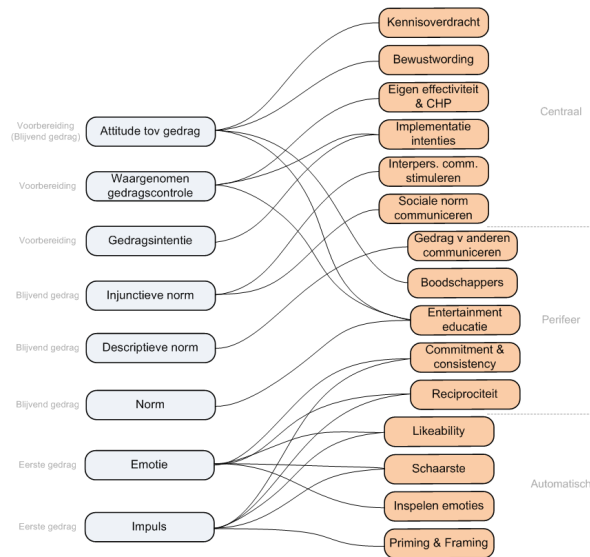 Kennisoverdracht
Bewustwording
Eigen effectiviteit
& CHP
Centraal
Voorbereiding
(Blijvend gedrag)
Attitude tov gedrag
Implementatie
intenties
Interpers. comm.
stimuleren
Voorbereiding
Waargenomen
gedragscontrole
Sociale norm
communiceren
Voorbereiding
Gedragsintentie
Gedrag v anderen
communiceren
Boodschappers
Blijvend gedrag
Injunctieve norm
Entertainment
educatie
Perifeer
Blijvend gedrag
Descriptieve norm
Commitment &
consistency
Blijvend gedrag
Norm
Reciprociteit
Likeability
Eerste gedrag
Emotie
Schaarste
Automatisch
Inspelen emoties
Eerste gedrag
Impuls
Priming & Framing